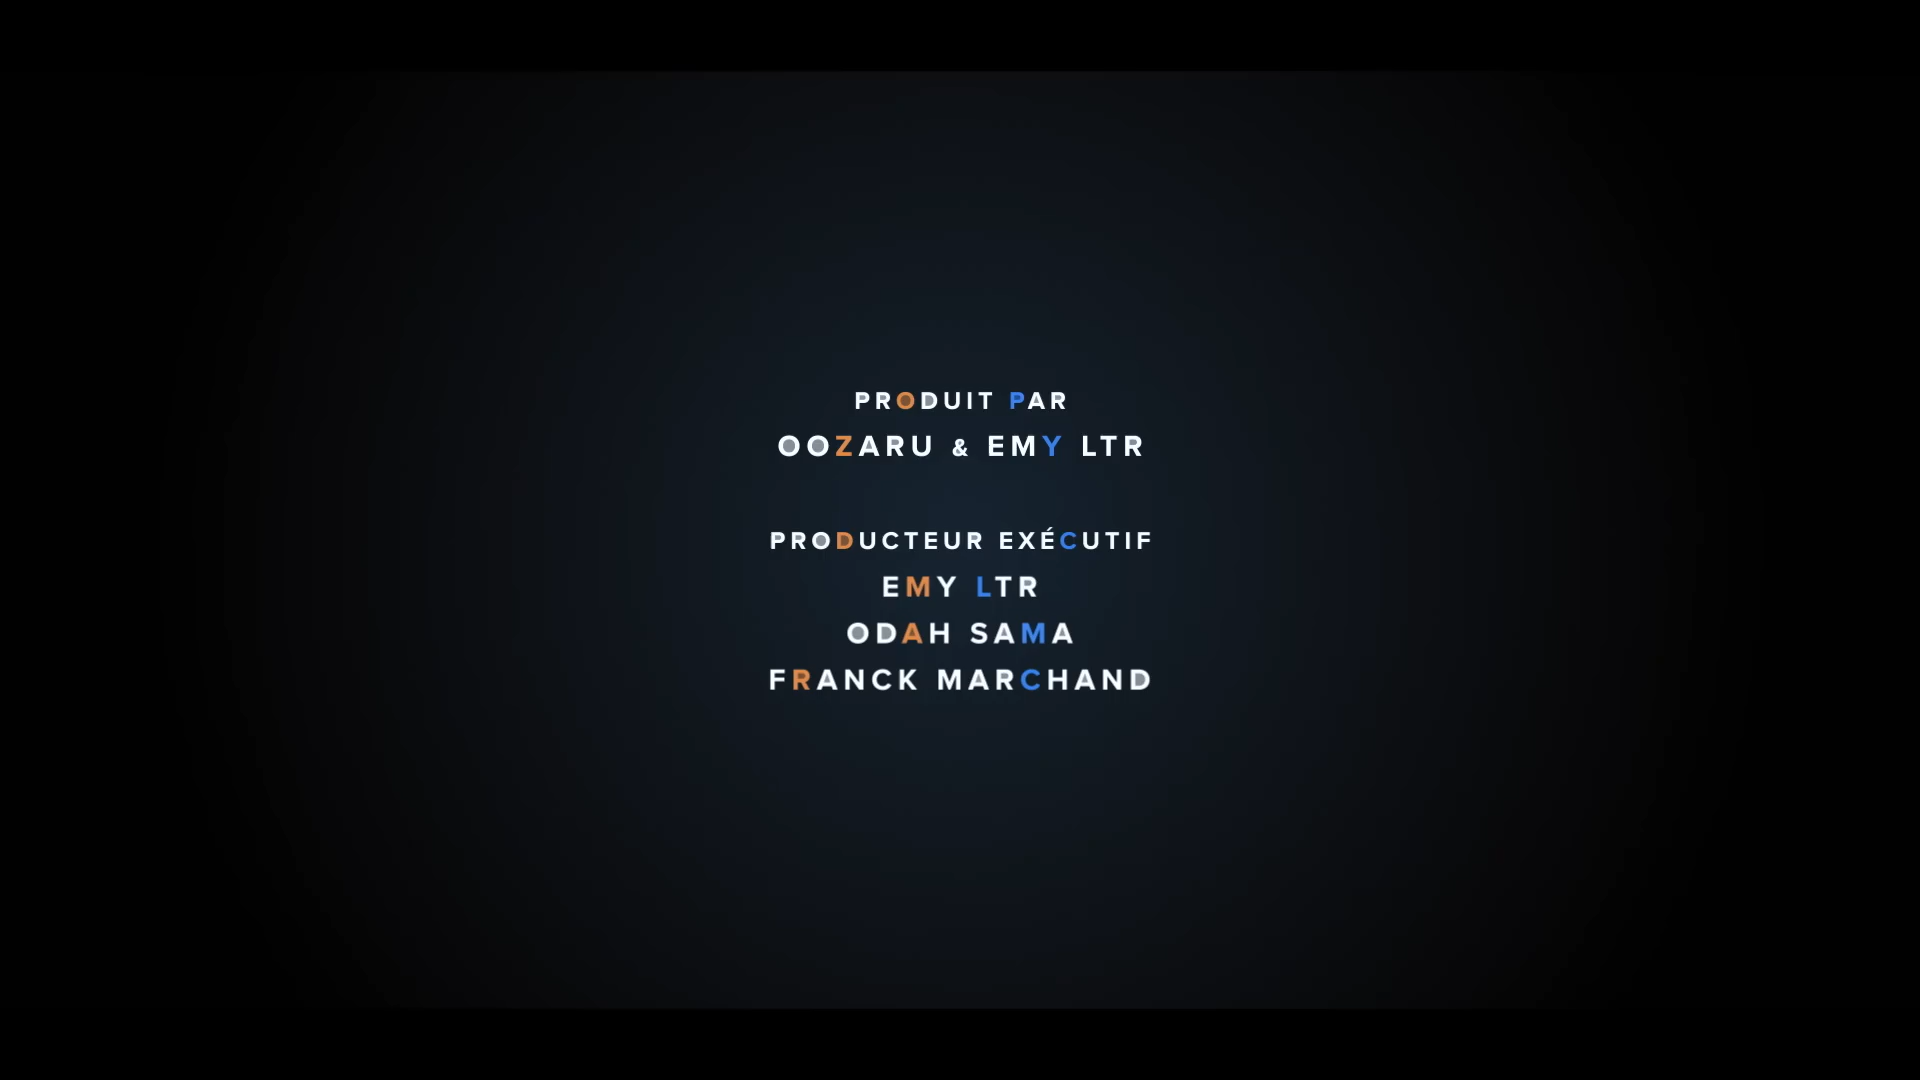 PRODUIT PAR
OOZARU & EMY LTR
PRODUCTEUR EXÉCUTIF
EMY LTR
ODAH SAMA
FRANCK MARCHAND